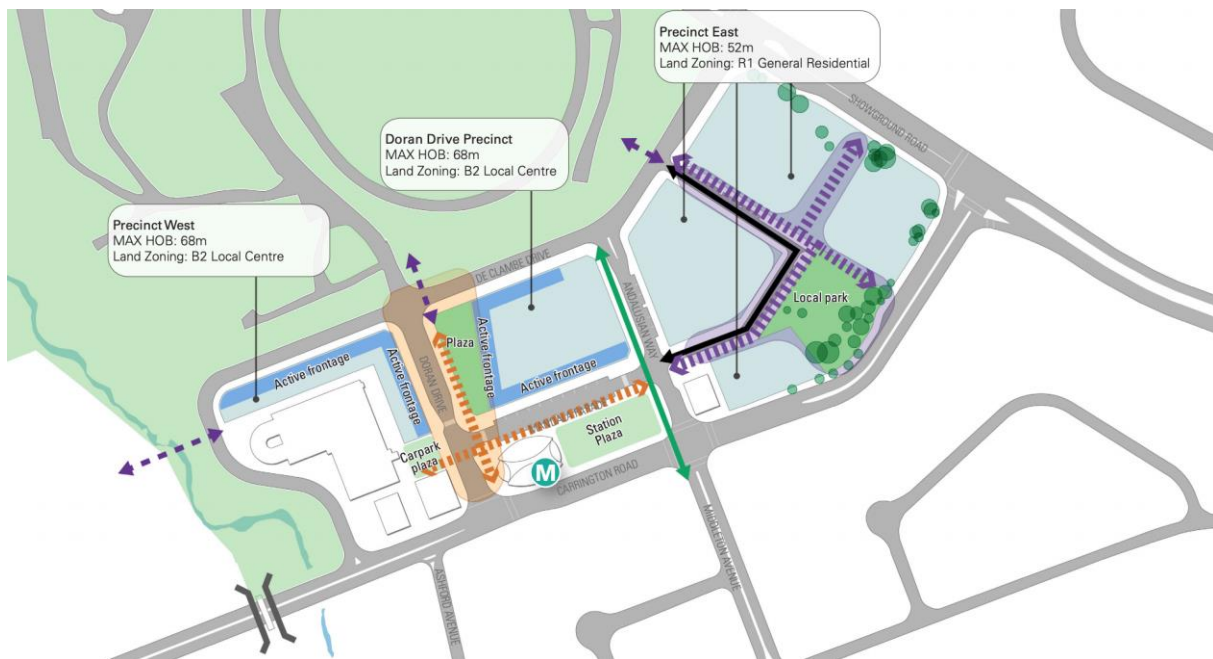 Precinct East
MAX HOB: 52m
Land Zoning: R1 General Residential
SHOWGROUND ROAD
Doran Drive Precinct
MAX HOB: 68m
Land Zoning: B2 Local Centre
Precinct West
MAX HOB: 68m
Land Zoning: B2 Local Centre
DE CLAMBE DRIVE
ANDALUSIAN WAY
Local park
Plaza
Active frontage
DORAN DRIVE
Active frontage
Active frontage
Active frontage
Carpark
plaza
Station
Plaza
M
CARRINGTON ROAD
ASHFORD AVENUE
MIDDLETON AVENUE